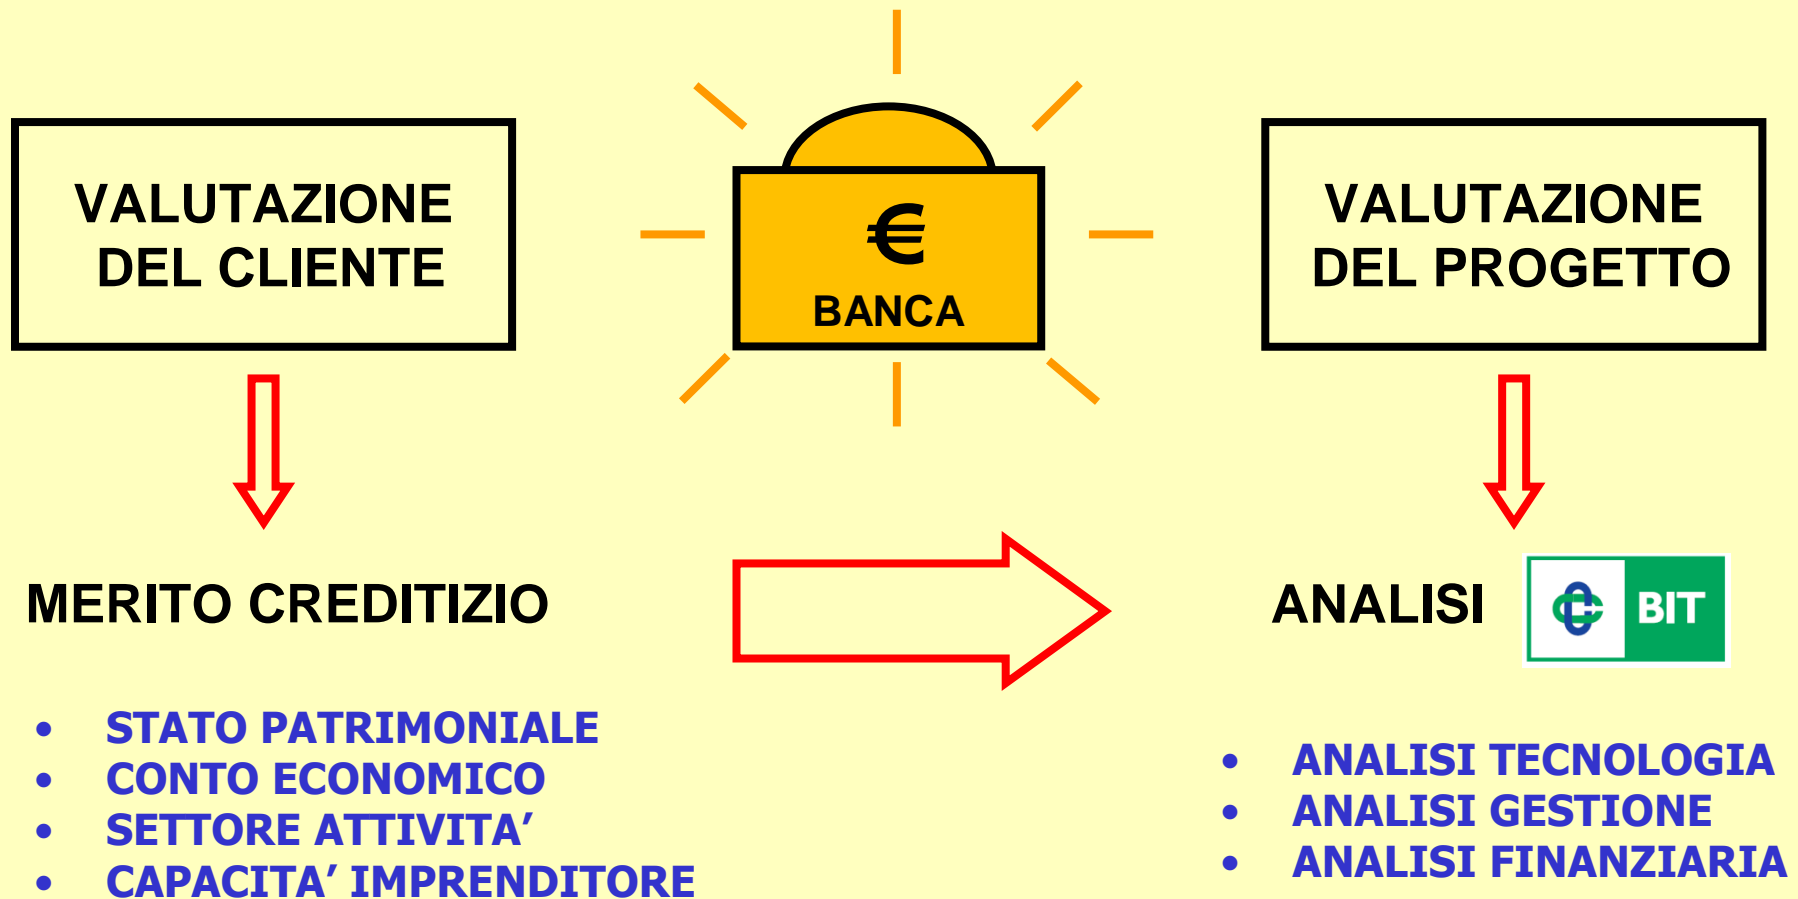 VALUTAZIONE
DEL CLIENTE
€
BANCA
VALUTAZIONE
DEL PROGETTO
MERITO CREDITIZIO
ANALISI
BIT
• STATO PATRIMONIALE
• CONTO ECONOMICO
• SETTORE ATTIVITA’
• CAPACITA’ IMPRENDITORE
• ANALISI TECNOLOGIA
• ANALISI GESTIONE
• ANALISI FINANZIARIA